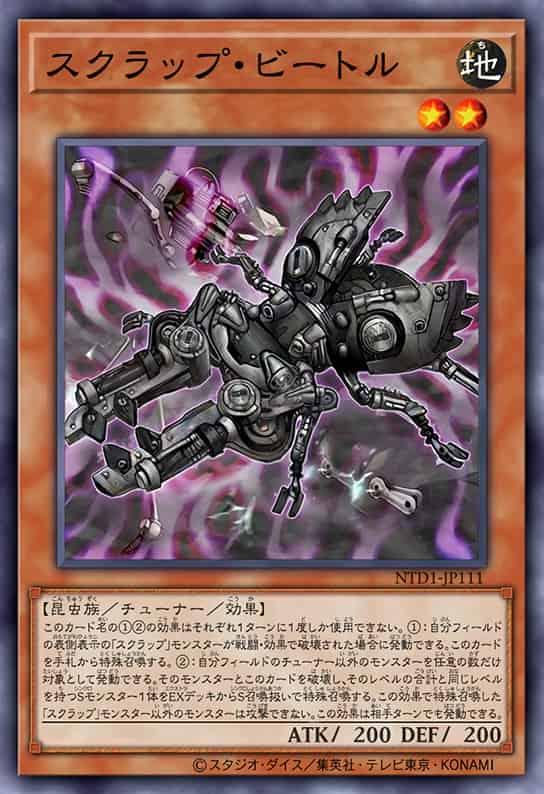 スクラップ・ビートル
地
NTD1-JP111
【昆虫族／チューナー／効果】
このカード名の①②の効果はそれぞれ1ターンに1度しか使用できない。①：自分フィールド
の表側表示の「スクラップ」モンスターが戦闘・効果で破壊された場合に発動できる。このカード
を手札から特殊召喚する。②：自分フィールドのチューナー以外のモンスターを任意の数だけ
対象として発動できる。そのモンスターとこのカードを破壊し、そのレベルの合計と同じレベル
を持つSモンスター1体をEXデッキからS召喚扱いで特殊召喚する。この効果で特殊召喚した
「スクラップ」モンスター以外のモンスターは攻撃できない。この効果は相手ターンでも発動できる。
ATK/ 200 DEF/ 200
©スタジオ・ダイス／集英社・テレビ東京・KONAMI